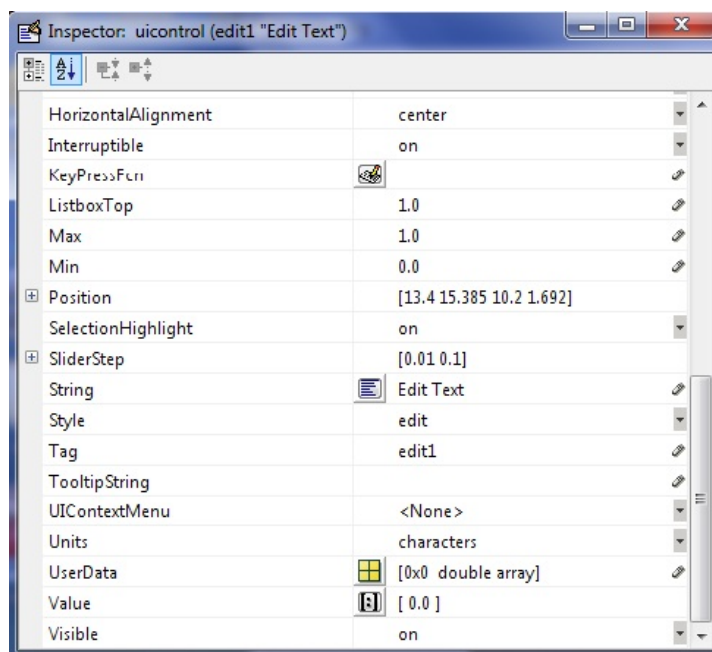 Inspector: uicontrol (edit1 "Edit Text")
HorizontalAlignment center
Interruptible on
KeyPressFcn
ListboxTop 1.0
Max 1.0
Min 0.0
Position [13.4 15.385 10.2 1.692]
SelectionHighlight on
SliderStep [0.01 0.1]
String Edit Text
Style edit
Tag edit1
TooltipString
UIContextMenu <None>
Units characters
UserData [0x0 double array]
Value [ 0.0 ]
Visible on